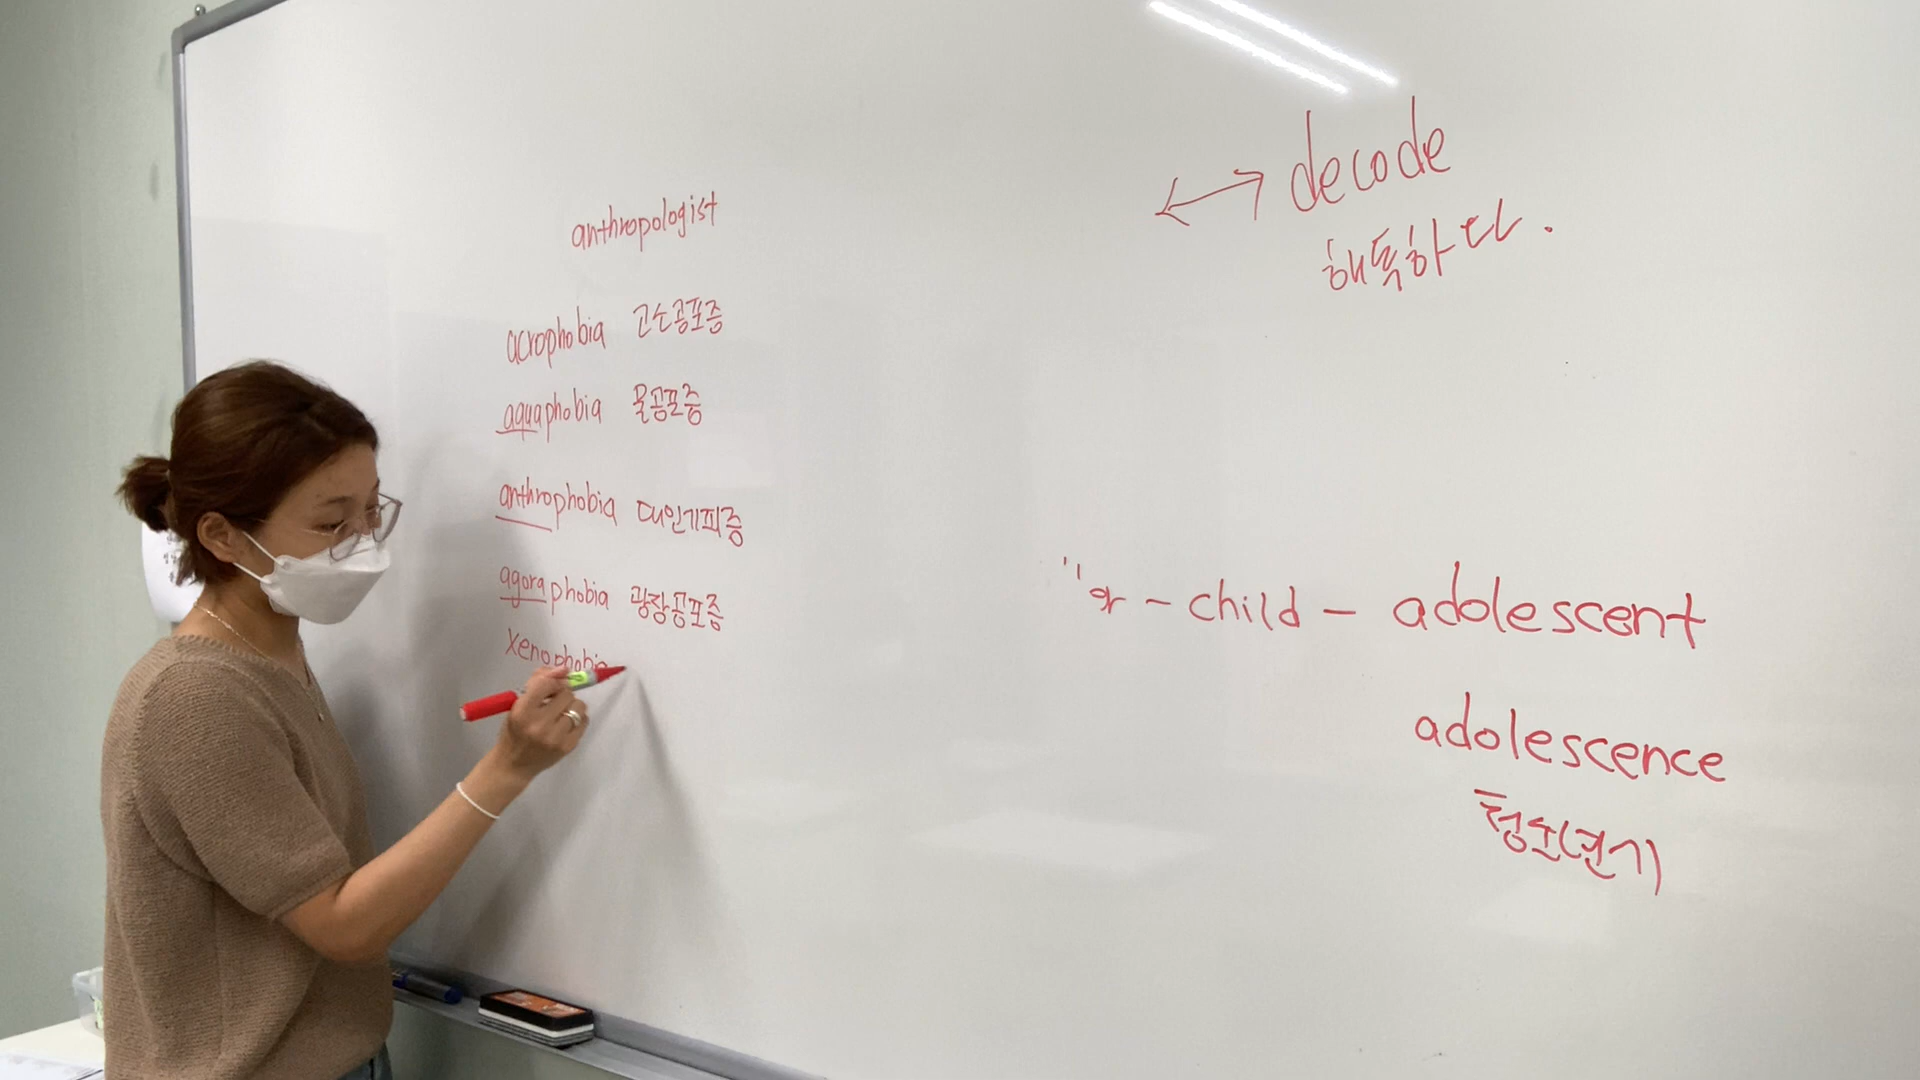 anthropologist
acrophobia 고소공포증
aquaphobia 물공포증
anthrophobia 대인기피증
agoraphobia 광장공포증
xenophobia
↔ decode
해독하다.
- child - adolescent
adolescence
청소년기